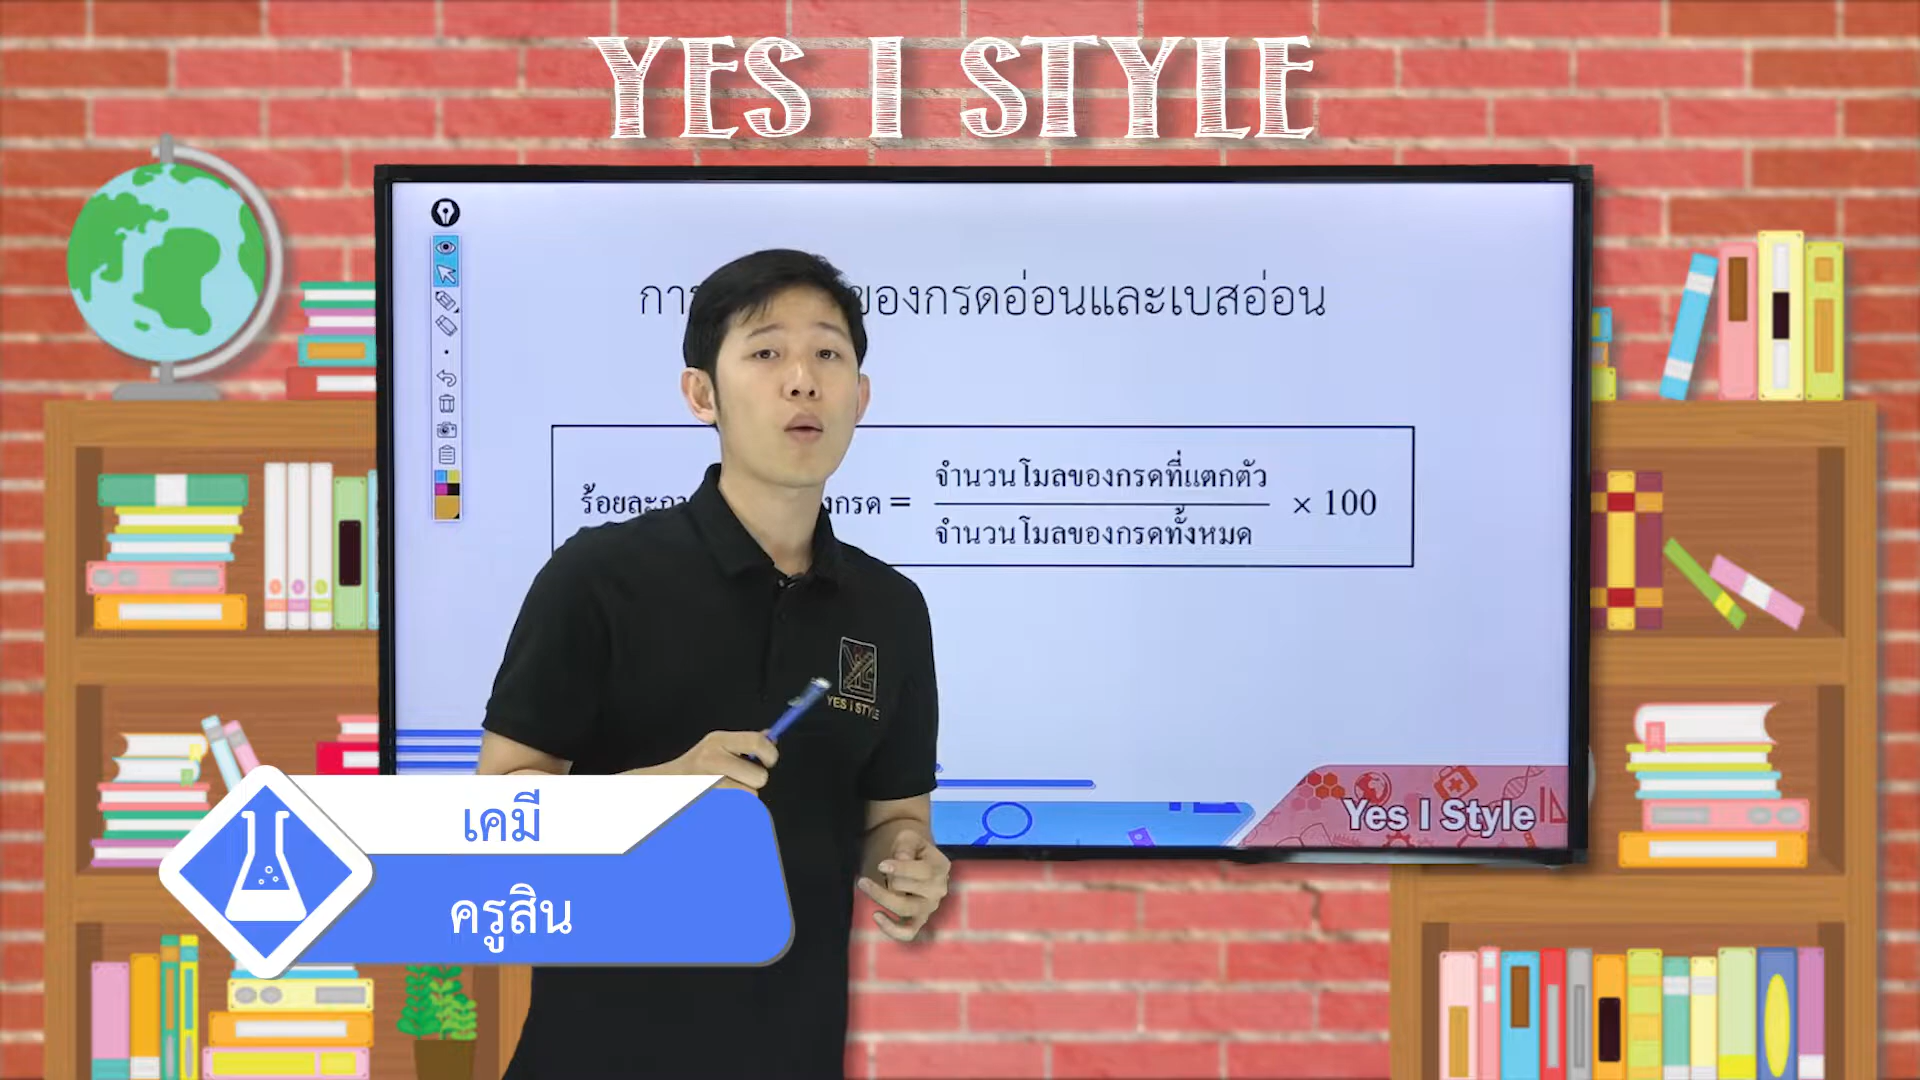 YES I STYLE
ของกรดอ่อนและเบสอ่อน
จำนวนโมลของกรดที่แตกตัว
ร้อยละ
กรด =
× 100
จำนวนโมลของกรดทั้งหมด
YES I STYLE
Yes I Style
เคมี
ครูสิน